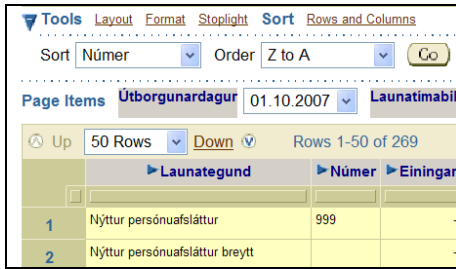 Tools Layout Format Stoplight Sort Rows and Columns
Sort Númer Order Z to A Go
Page Items Útborgunardagur 01.10.2007 Launatímabil
Up 50 Rows Down Rows 1-50 of 269
Launategund Númer Einingar
1 Nýttur persónuafsláttur 999 -
2 Nýttur persónuafsláttur breytt -